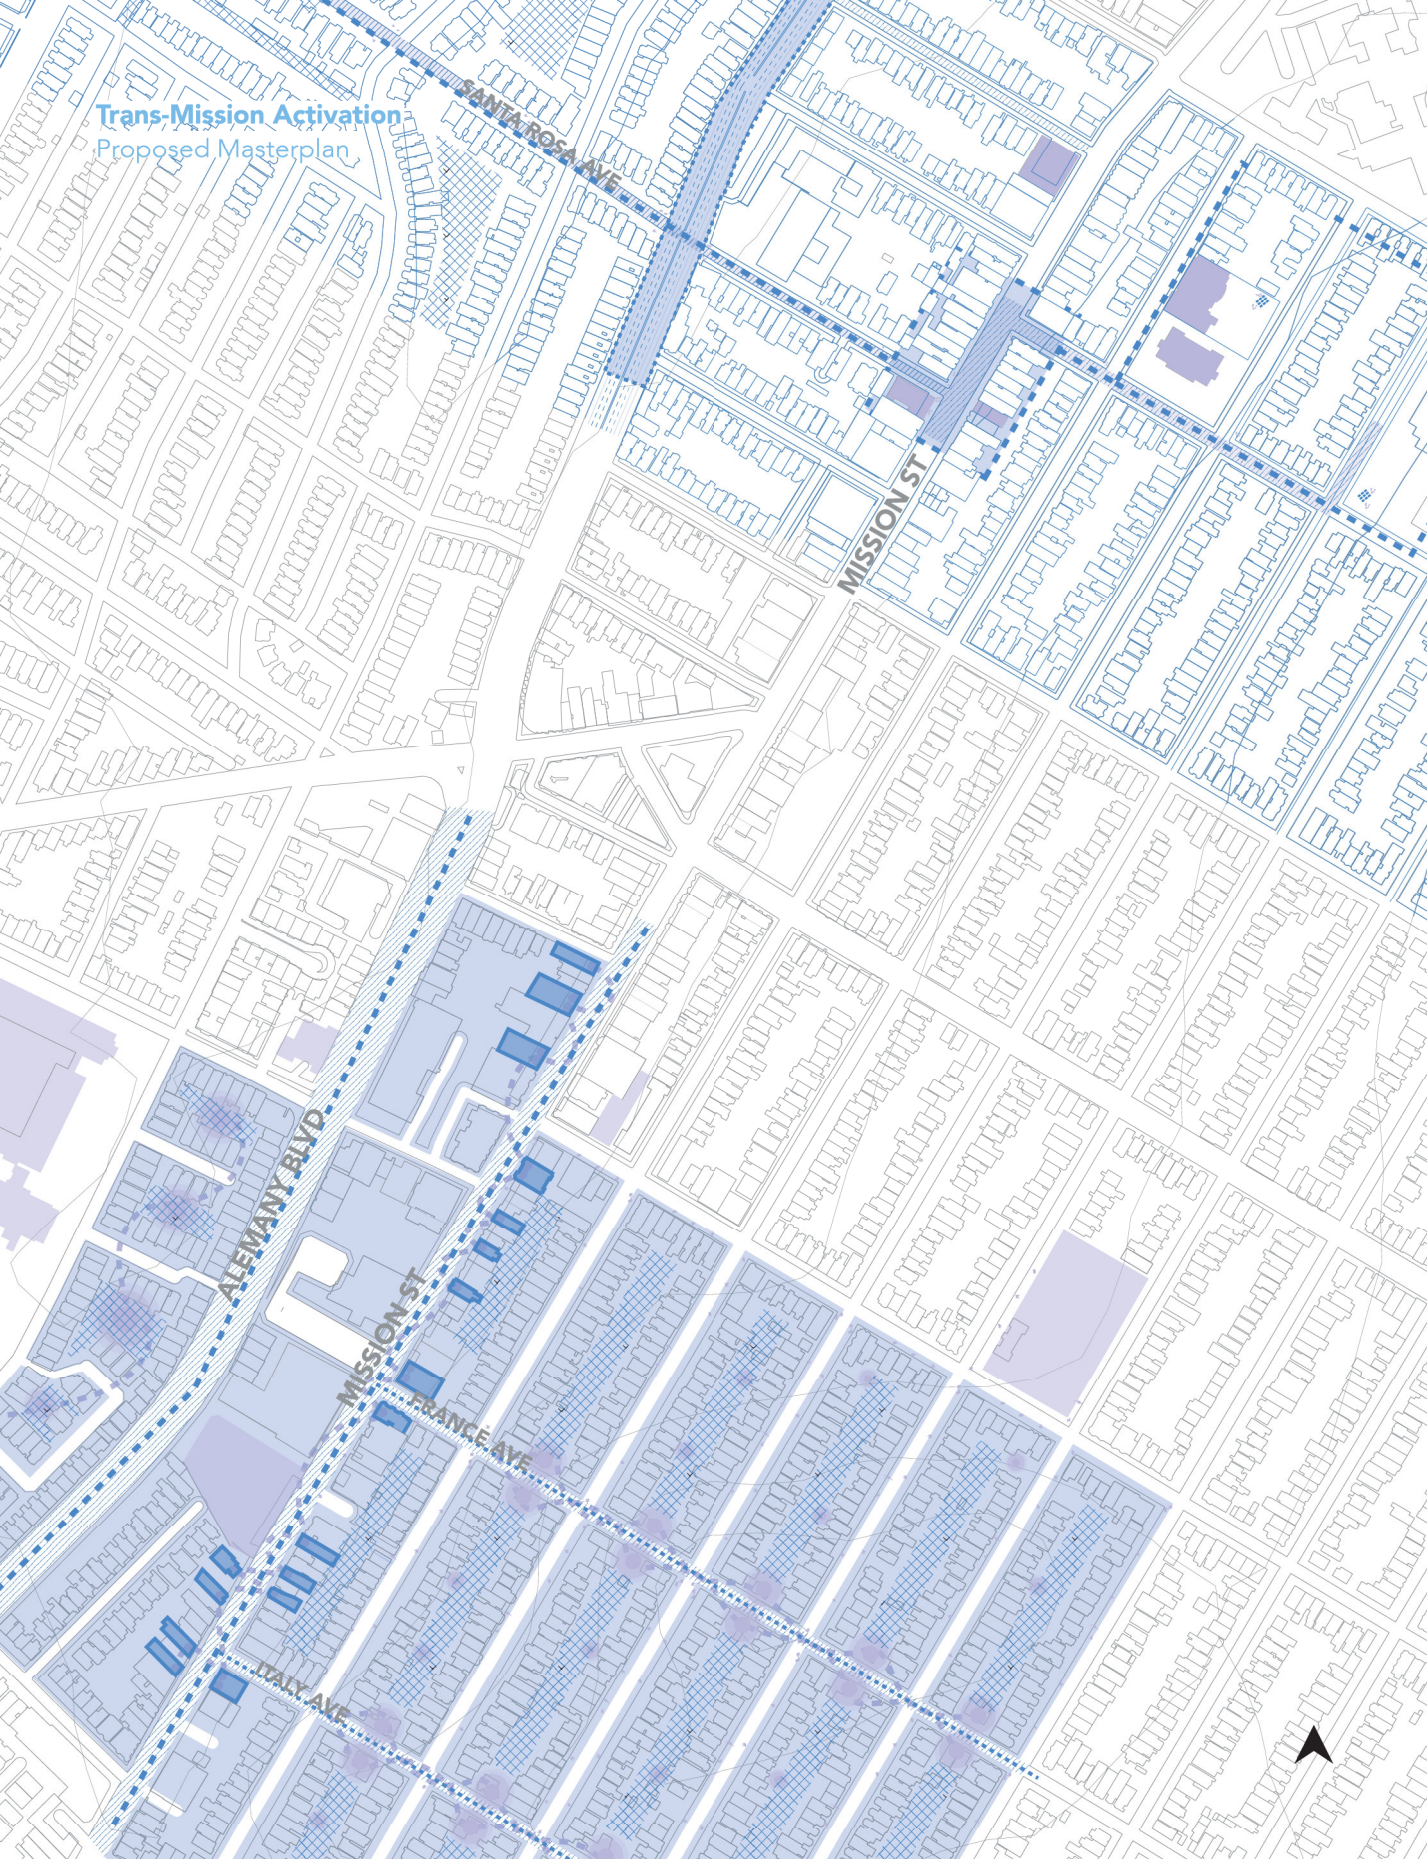 Trans-Mission Activation
Proposed Masterplan
SANTA ROSA AVE
MISSION ST
ALEMANY BLVD
MISSION ST
FRANCE AVE
ITALY AVE